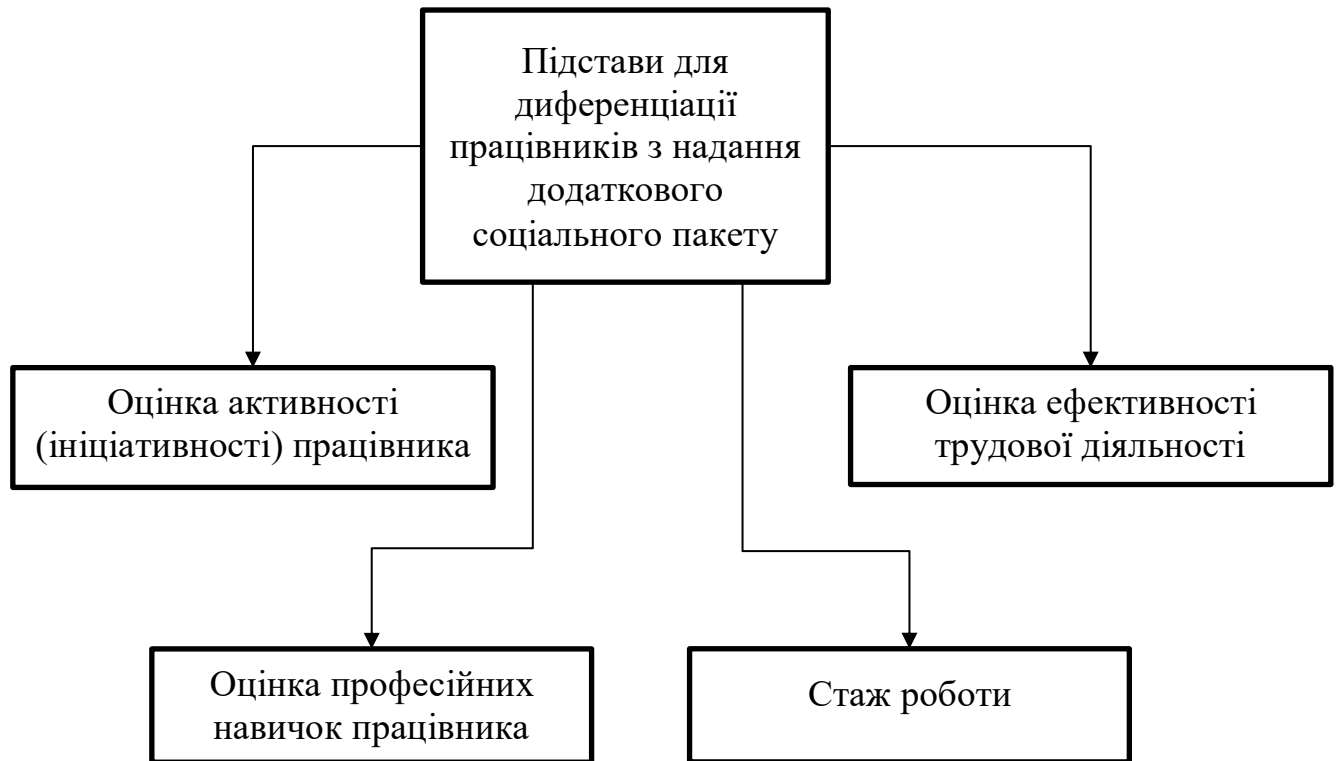 Підстави для
диференціації
працівників з надання
додаткового
соціального пакету
Оцінка активності
(ініціативності) працівника
Оцінка ефективності
трудової діяльності
Оцінка професійних
навичок працівника
Стаж роботи